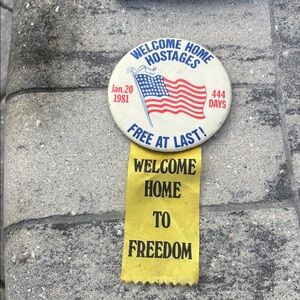 WELCOME HOME
HOSTAGES
Jan. 20
1981
444
DAYS
FREE AT LAST!
WELCOME
HOME
TO
FREEDOM